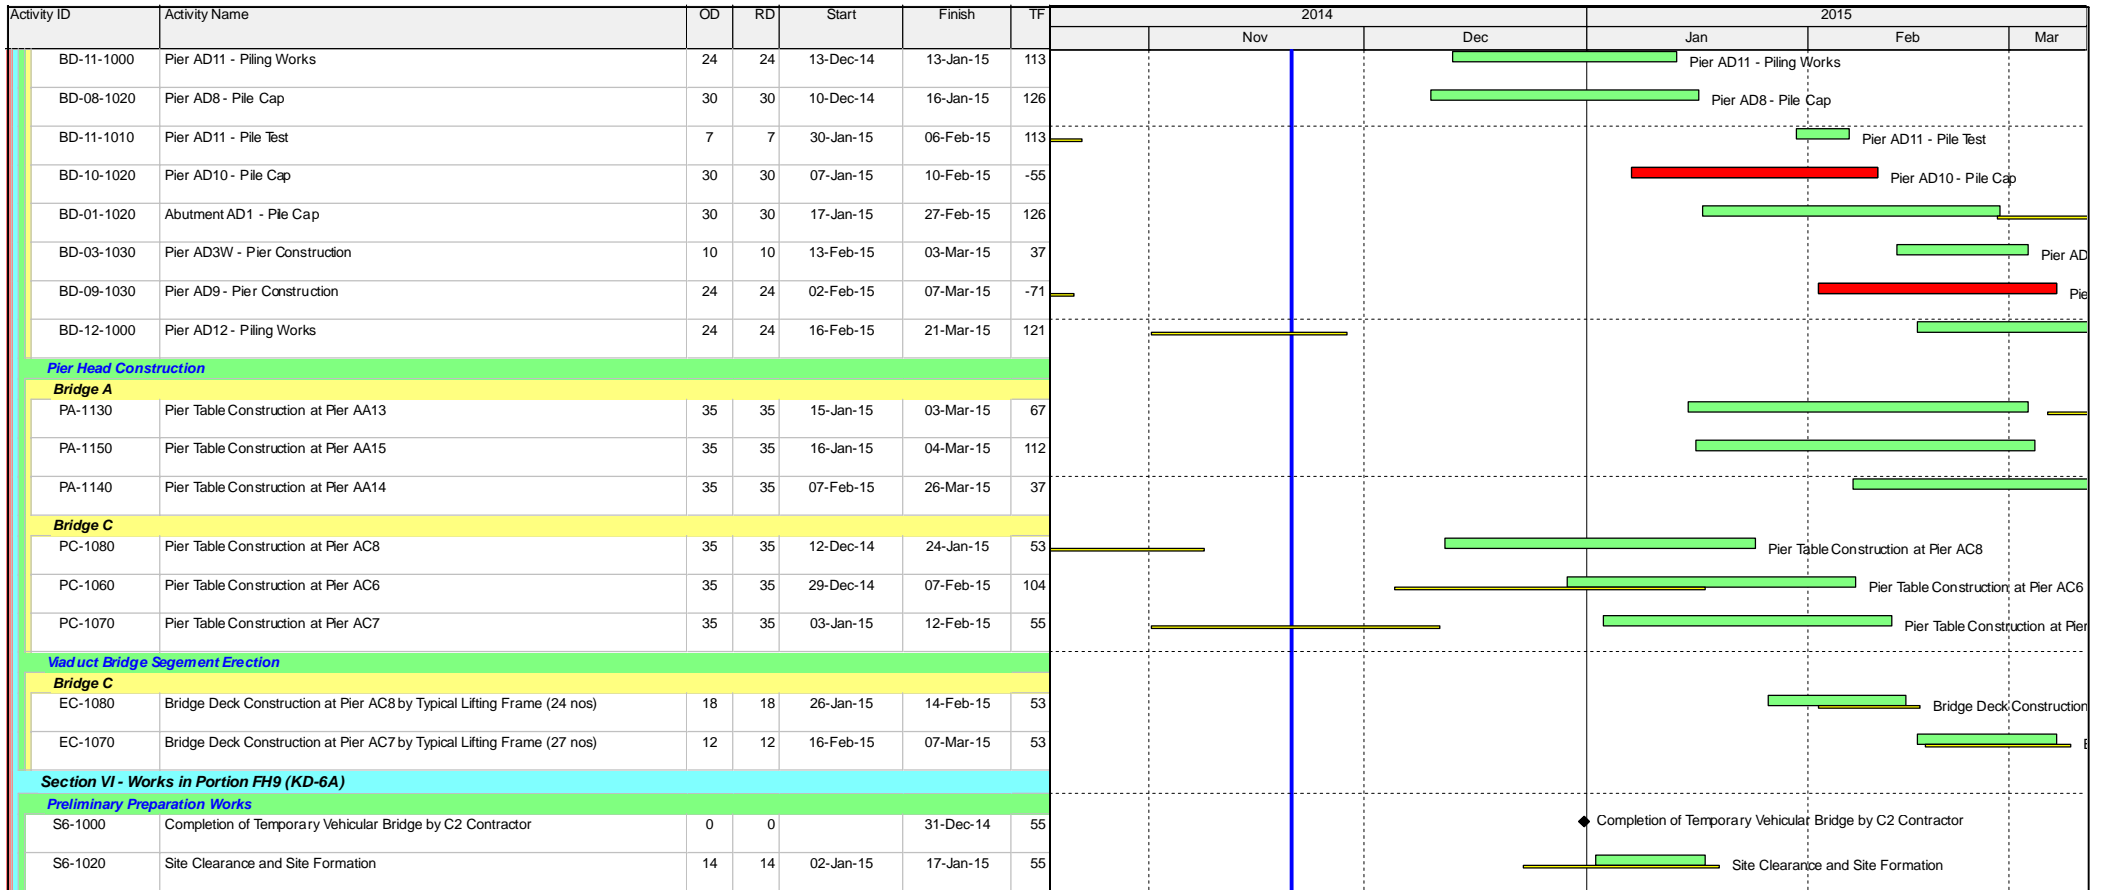 Activity ID Activity Name OD RD Start Finish TF 2014 2015
Nov Dec Jan Feb Mar
BD-11-1000 Pier AD11 - Piling Works 24 24 13-Dec-14 13-Jan-15 113 Pier AD11 - Piling Works
BD-08-1020 Pier AD8 - Pile Cap 30 30 10-Dec-14 16-Jan-15 126 Pier AD8 - Pile Cap
BD-11-1010 Pier AD11 - Pile Test 7 7 30-Jan-15 06-Feb-15 113 Pier AD11 - Pile Test
BD-10-1020 Pier AD10 - Pile Cap 30 30 07-Jan-15 10-Feb-15 -55 Pier AD10 - Pile Cap
BD-01-1020 Abutment AD1 - Pile Cap 30 30 17-Jan-15 27-Feb-15 126
BD-03-1030 Pier AD3W - Pier Construction 10 10 13-Feb-15 03-Mar-15 37 Pier AD
BD-09-1030 Pier AD9 - Pier Construction 24 24 02-Feb-15 07-Mar-15 -71 Pie
BD-12-1000 Pier AD12 - Piling Works 24 24 16-Feb-15 21-Mar-15 121
Pier Head Construction
Bridge A
PA-1130 Pier Table Construction at Pier AA13 35 35 15-Jan-15 03-Mar-15 67
PA-1150 Pier Table Construction at Pier AA15 35 35 16-Jan-15 04-Mar-15 112
PA-1140 Pier Table Construction at Pier AA14 35 35 07-Feb-15 26-Mar-15 37
Bridge C
PC-1080 Pier Table Construction at Pier AC8 35 35 12-Dec-14 24-Jan-15 53 Pier Table Construction at Pier AC8
PC-1060 Pier Table Construction at Pier AC6 35 35 29-Dec-14 07-Feb-15 104 Pier Table Construction at Pier AC6
PC-1070 Pier Table Construction at Pier AC7 35 35 03-Jan-15 12-Feb-15 55 Pier Table Construction at Pier
Viaduct Bridge Segement Erection
Bridge C
EC-1080 Bridge Deck Construction at Pier AC8 by Typical Lifting Frame (24 nos) 18 18 26-Jan-15 14-Feb-15 53 Bridge Deck Construction
EC-1070 Bridge Deck Construction at Pier AC7 by Typical Lifting Frame (27 nos) 12 12 16-Feb-15 07-Mar-15 53
Section VI - Works in Portion FH9 (KD-6A)
Preliminary Preparation Works
S6-1000 Completion of Temporary Vehicular Bridge by C2 Contractor 0 0 31-Dec-14 55 Completion of Temporary Vehicular Bridge by C2 Contractor
S6-1020 Site Clearance and Site Formation 14 14 02-Jan-15 17-Jan-15 55 Site Clearance and Site Formation